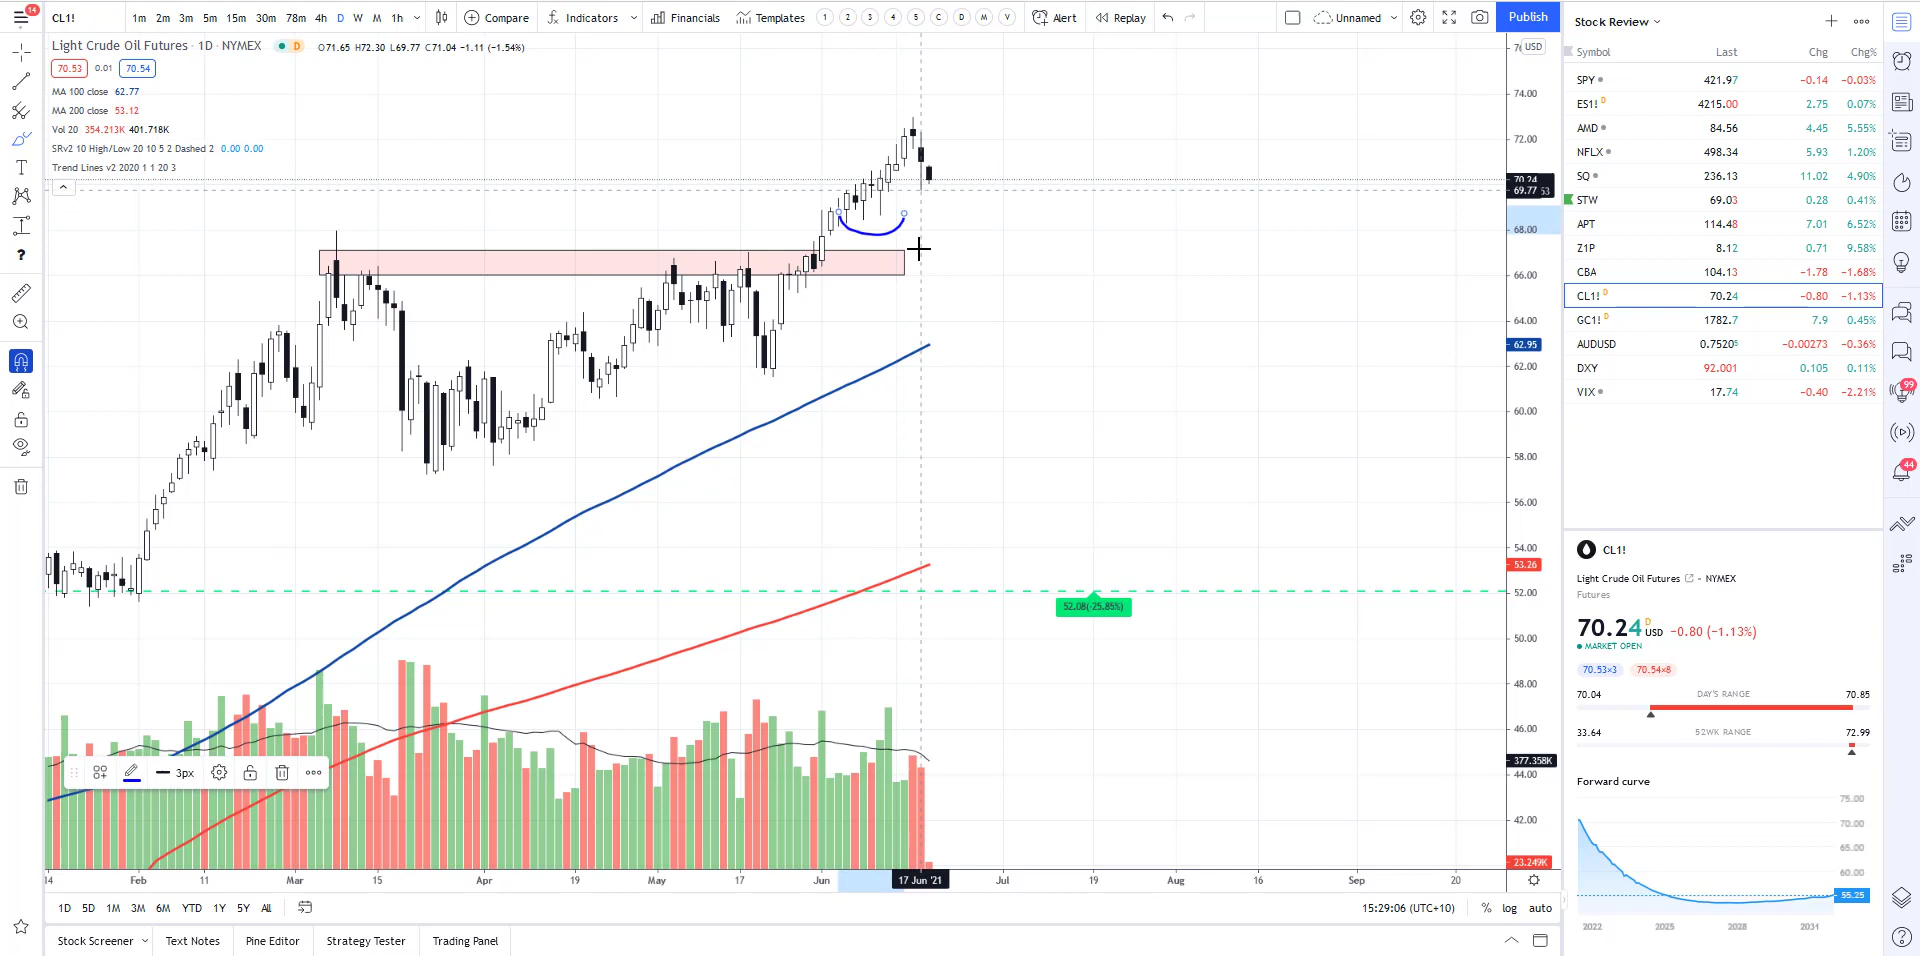 14 CL1! 1m 2m 3m 5m 15m 30m 78m 4h D W M 1h Compare Indicators Financials Templates 1 2 3 4 5 C D M V Alert Replay Unnamed Publish Stock Review
Light Crude Oil Futures · 1D · NYMEX D O71.65 H72.30 L69.77 C71.04 −1.11 (−1.54%)
70.53 0.01 70.54
MA 100 close 62.77
MA 200 close 53.12
Vol 20 354.213K 401.718K
SRv2 10 High/Low 20 10 5 2 Dashed 2 0.00 0.00
Trend Lines v2 2020 1 1 20 3
USD
74.00
72.00
70.24
69.77
68.00
66.00
64.00
62.95
62.00
60.00
58.00
56.00
54.00
53.26
52.00
50.00
48.00
46.00
377.358K
44.00
42.00
23.249K
52.08(-25.85%)
3px
14 Feb 11 Mar 15 Apr 19 May 17 Jun 17 Jun '21 Jul 19 Aug 16 Sep 20
1D 5D 1M 3M 6M YTD 1Y 5Y All 15:29:06 (UTC+10) % log auto
Stock Screener Text Notes Pine Editor Strategy Tester Trading Panel
Symbol Last Chg Chg%
SPY 421.97 −0.14 −0.03%
ES1! D 4215.00 2.75 0.07%
AMD 84.56 4.45 5.55%
NFLX 498.34 5.93 1.20%
SQ 236.13 11.02 4.90%
STW 69.03 0.28 0.41%
APT 114.48 7.01 6.52%
Z1P 8.12 0.71 9.58%
CBA 104.13 −1.78 −1.68%
CL1! D 70.24 −0.80 −1.13%
GC1! D 1782.7 7.9 0.45%
AUDUSD 0.7520⁵ −0.00273 −0.36%
DXY 92.001 0.105 0.11%
VIX 17.74 −0.40 −2.21%
CL1!
Light Crude Oil Futures - NYMEX
Futures
70.24 D USD −0.80 (−1.13%)
MARKET OPEN
70.53×3 70.54×8
70.04 DAY'S RANGE 70.85
33.64 52WK RANGE 72.99
Forward curve
75.00
70.00
65.00
60.00
55.25
2022 2025 2028 2031
99
44